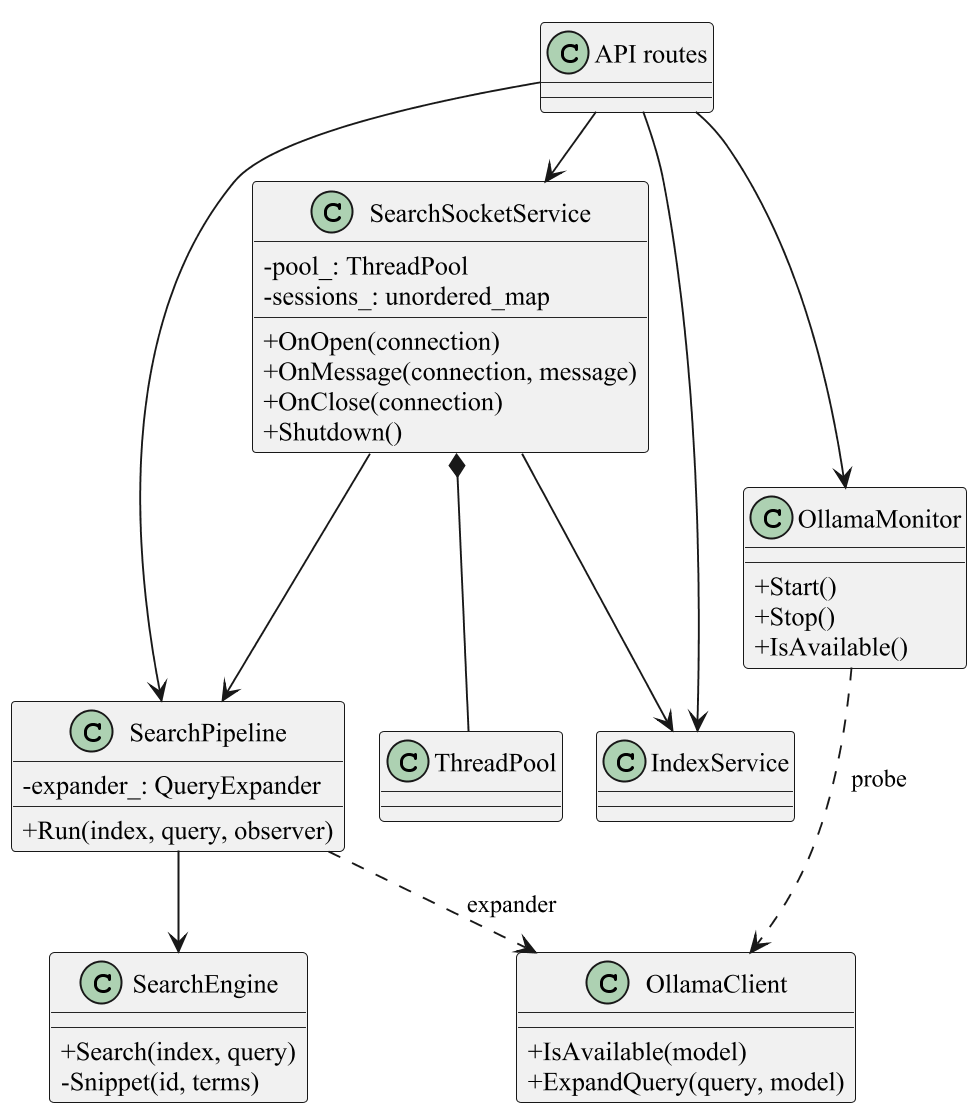 C API routes
C SearchSocketService
-pool_: ThreadPool
-sessions_: unordered_map
+OnOpen(connection)
+OnMessage(connection, message)
+OnClose(connection)
+Shutdown()
C OllamaMonitor
+Start()
+Stop()
+IsAvailable()
C SearchPipeline
-expander_: QueryExpander
+Run(index, query, observer)
C ThreadPool
C IndexService
probe
expander
C SearchEngine
+Search(index, query)
-Snippet(id, terms)
C OllamaClient
+IsAvailable(model)
+ExpandQuery(query, model)